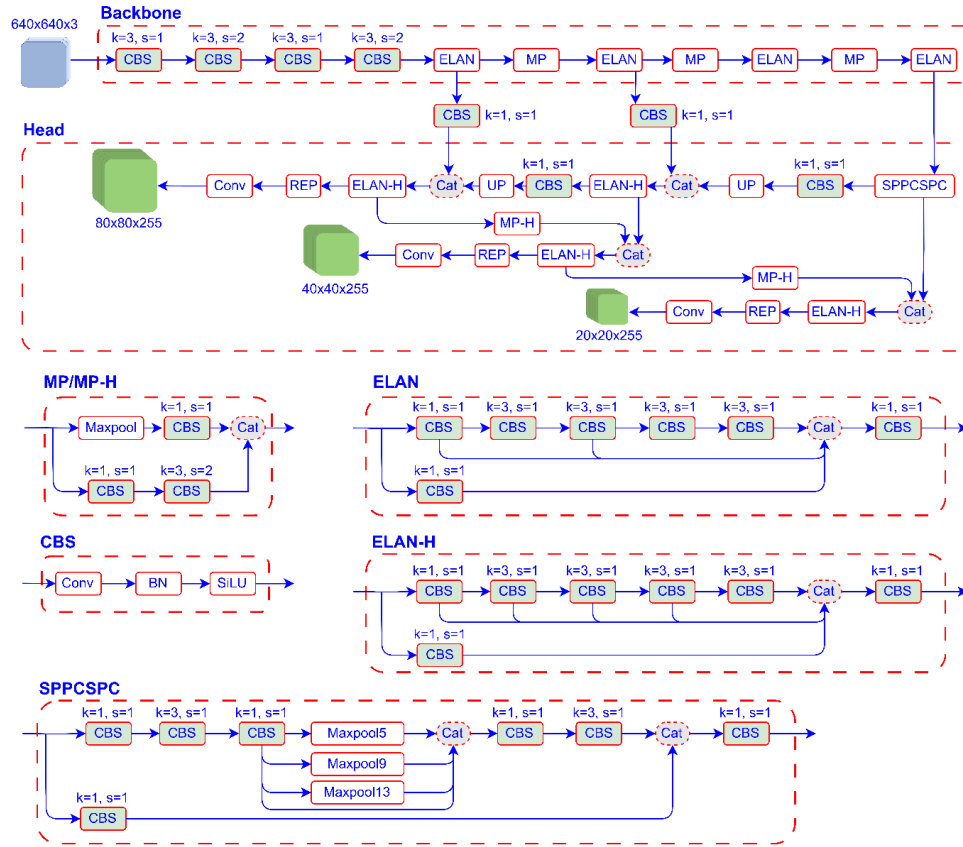 Backbone
640x640x3
k=3, s=1 k=3, s=2 k=3, s=1 k=3, s=2
CBS CBS CBS CBS ELAN MP ELAN MP ELAN MP ELAN
CBS k=1, s=1 CBS k=1, s=1
Head
k=1, s=1 k=1, s=1
Conv REP ELAN-H Cat UP CBS ELAN-H Cat UP CBS SPPCSPC
80x80x255
MP-H
Conv REP ELAN-H Cat
40x40x255
MP-H
Conv REP ELAN-H Cat
20x20x255
MP/MP-H
k=1, s=1
Maxpool CBS Cat
k=1, s=1 k=3, s=2
CBS CBS
ELAN
k=1, s=1 k=3, s=1 k=3, s=1 k=3, s=1 k=3, s=1 k=1, s=1
CBS CBS CBS CBS CBS Cat CBS
k=1, s=1
CBS
CBS
Conv BN SiLU
ELAN-H
k=1, s=1 k=3, s=1 k=3, s=1 k=3, s=1 k=3, s=1 k=1, s=1
CBS CBS CBS CBS CBS Cat CBS
k=1, s=1
CBS
SPPCSPC
k=1, s=1 k=3, s=1 k=1, s=1 k=1, s=1 k=3, s=1 k=1, s=1
CBS CBS CBS Maxpool5 Cat CBS CBS Cat CBS
Maxpool9
Maxpool13
k=1, s=1
CBS